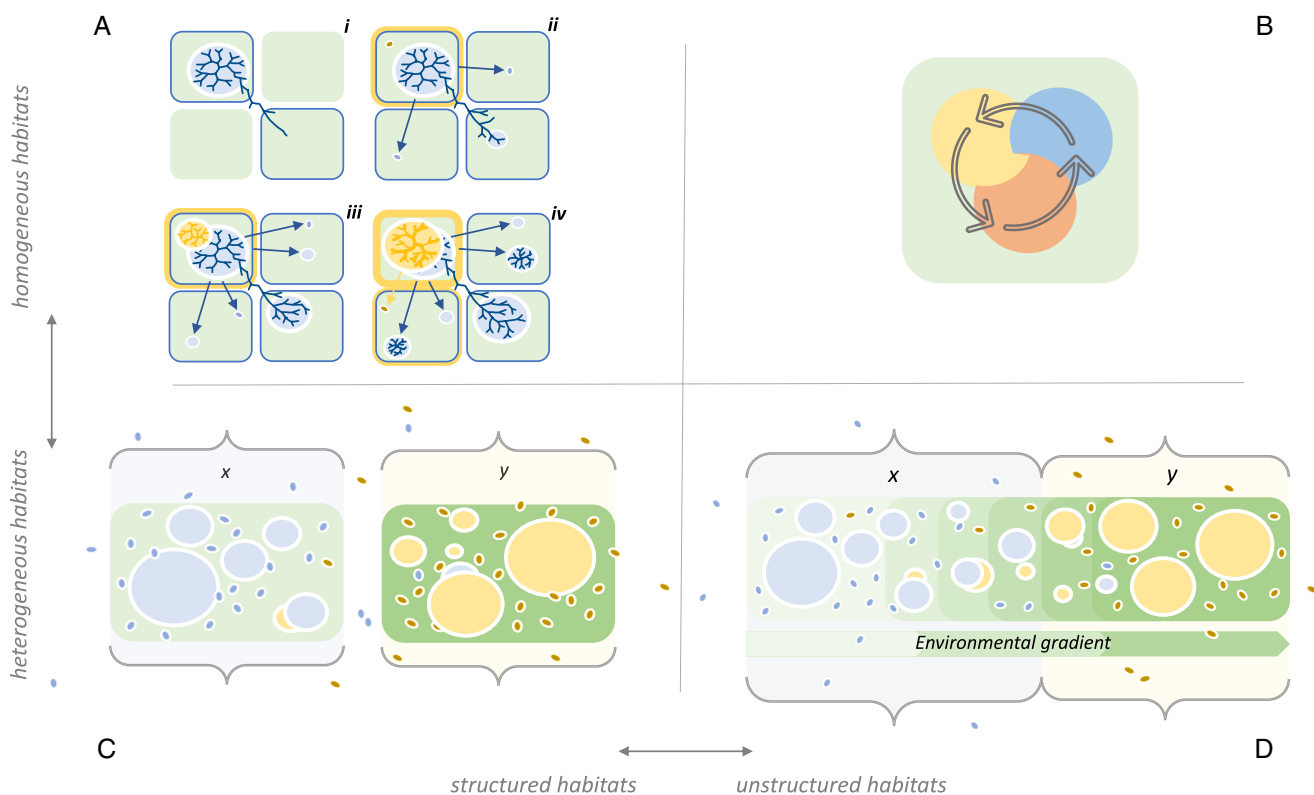 A
i
ii
B
homogeneous habitats
iii
iv
heterogeneous habitats
x
y
x
y
Environmental gradient
C
D
structured habitats
unstructured habitats